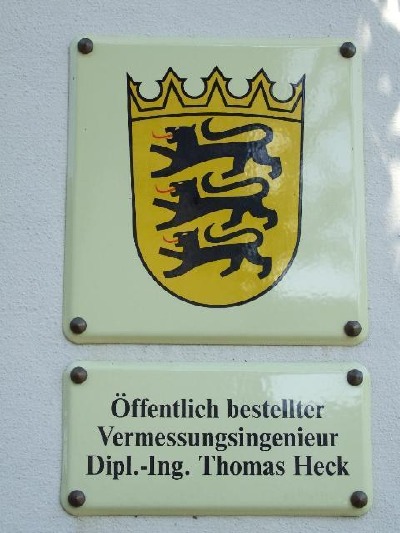 Öffentlich bestellter
Vermessungsingenieur
Dipl.-Ing. Thomas Heck